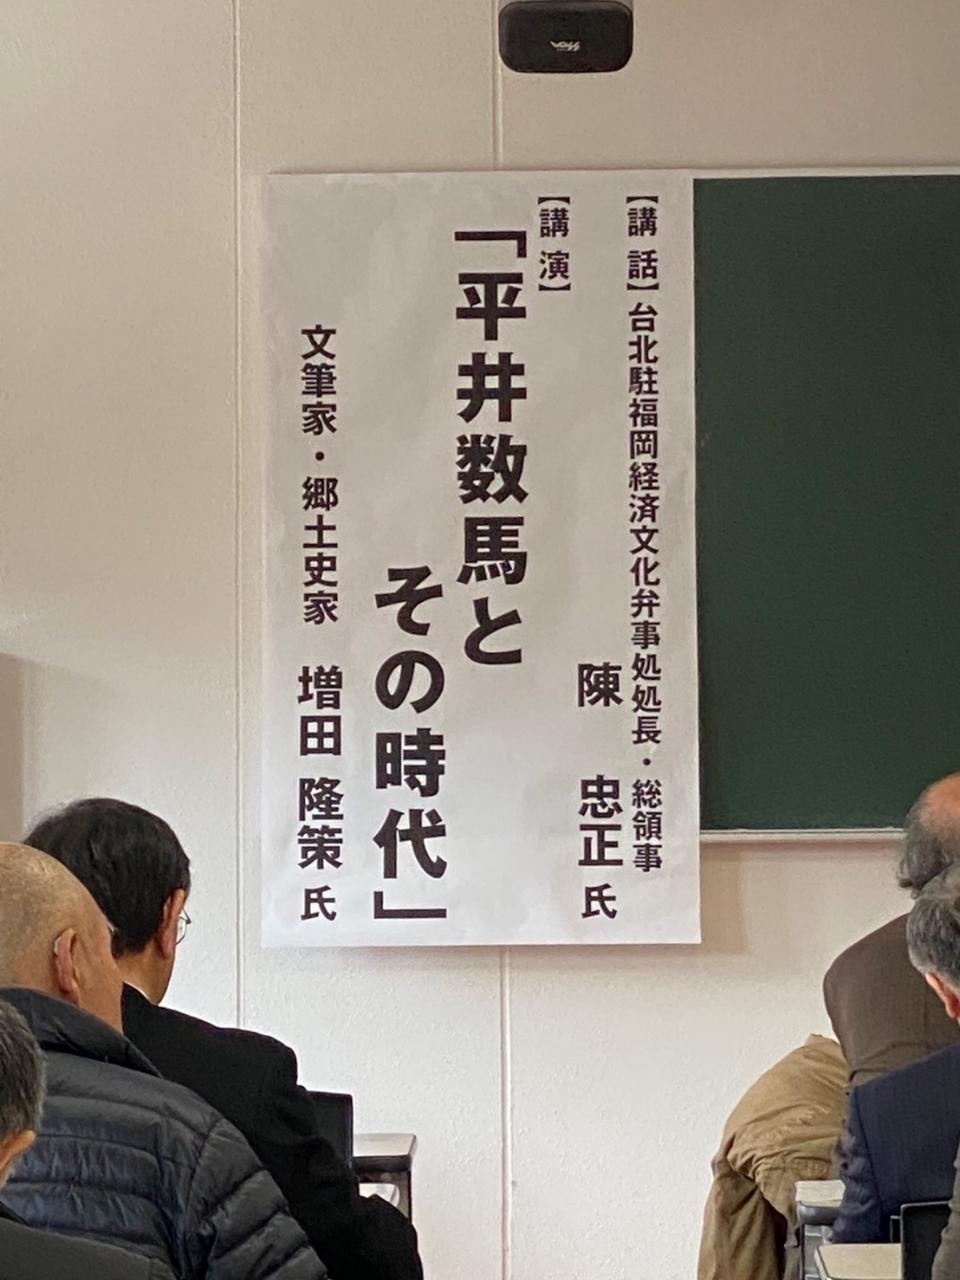 【講話】台北駐福岡経済文化弁事処処長・総領事
陳 忠正 氏
【講演】
「平井数馬と
その時代」
文筆家・郷土史家 増田 隆策 氏